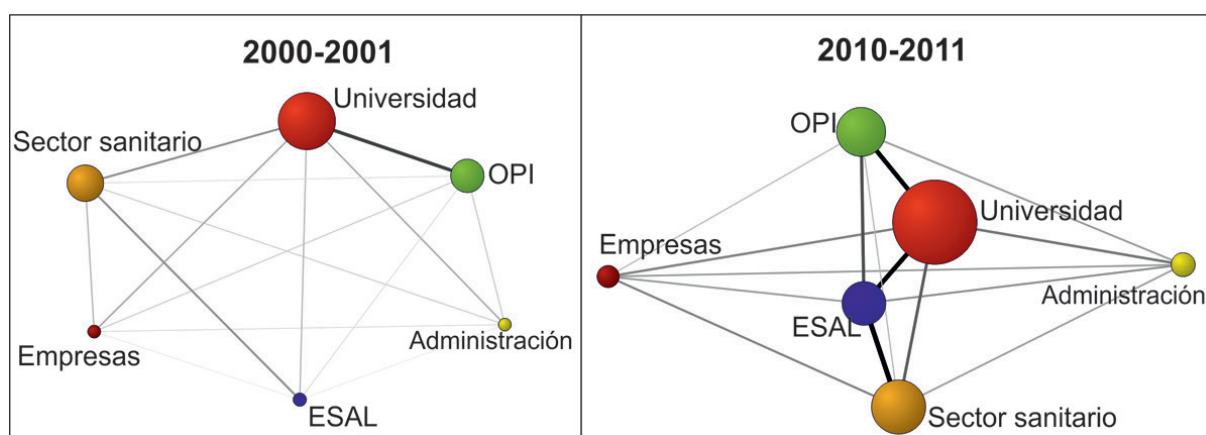 2000-2001
Universidad
Sector sanitario
OPI
Empresas
Administración
ESAL
2010-2011
OPI
Universidad
Empresas
Administración
ESAL
Sector sanitario